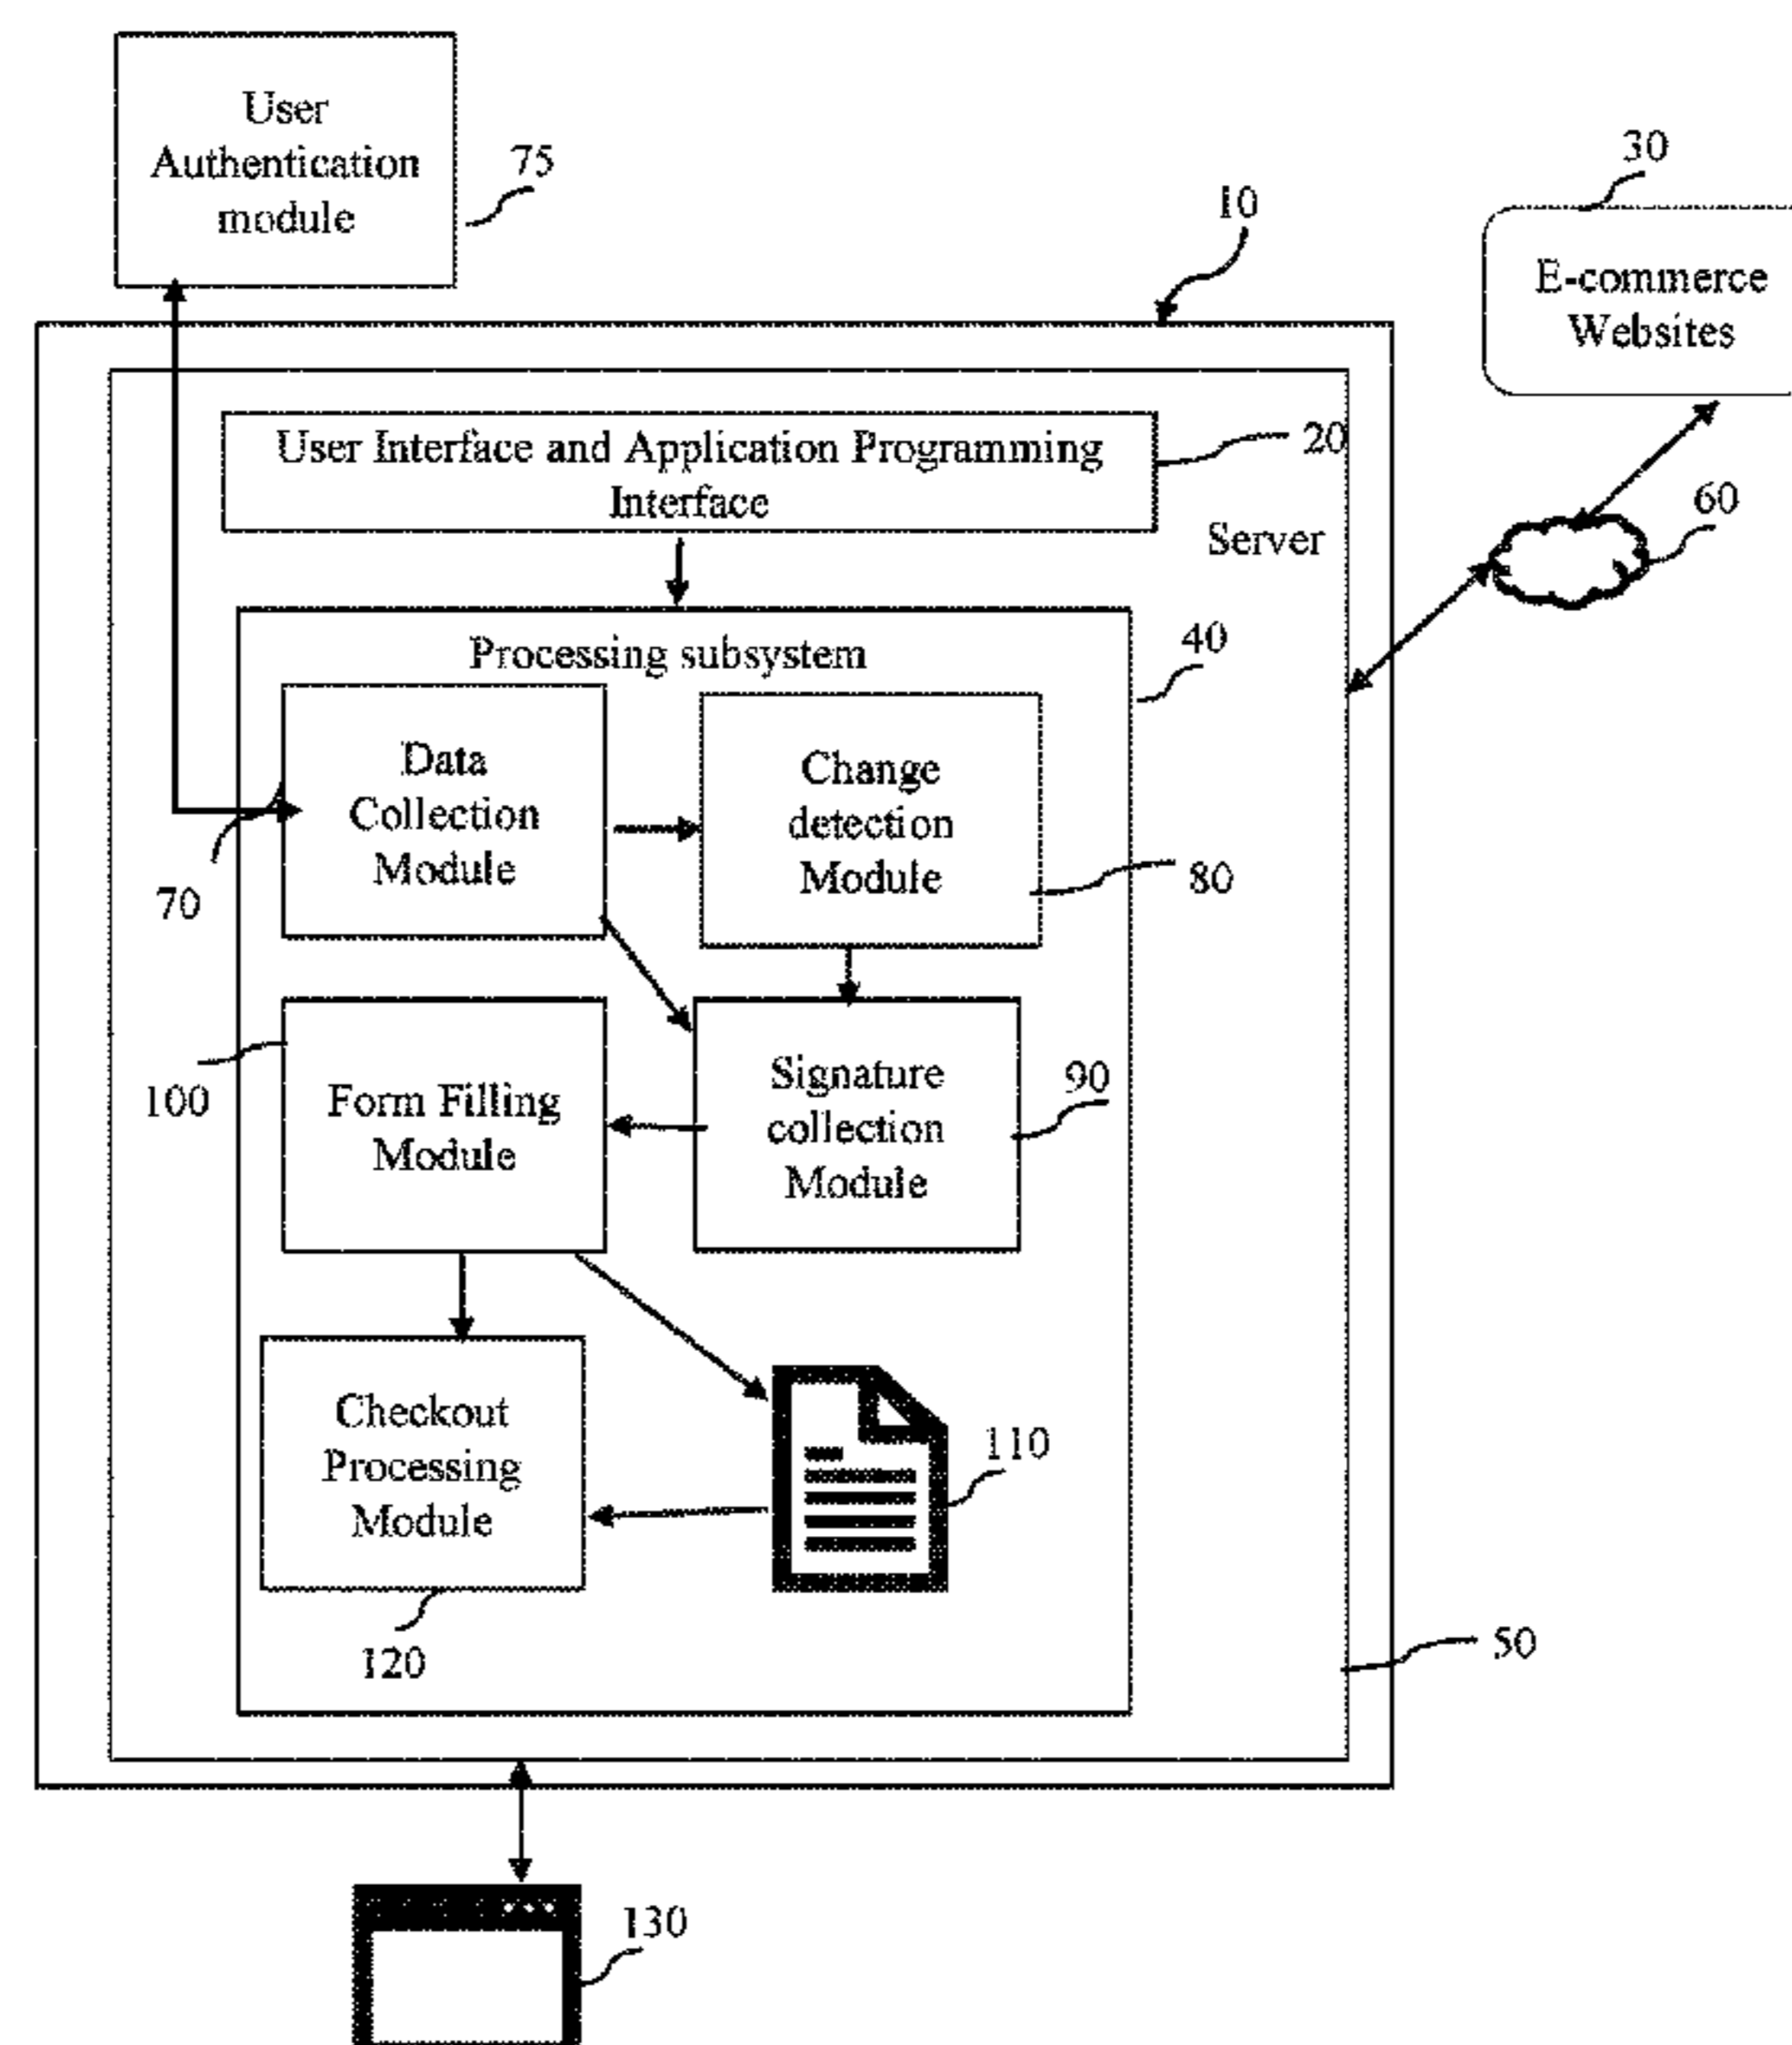 User
Authentication
module
75
30
10
E-commerce
Websites
User Interface and Application Programming
Interface
20
Server
60
Processing subsystem
40
Data
Collection
Module
70
Change
detection
Module
80
100
Form Filling
Module
Signature
collection
Module
90
Checkout
Processing
Module
110
120
50
130